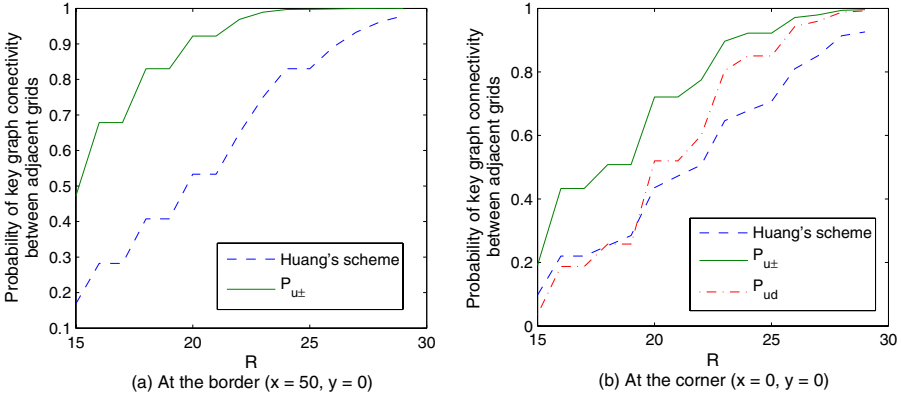 Probability of key graph connectivity
between adjacent grids
1
0.9
0.8
0.7
0.6
0.5
0.4
0.3
0.2
0.1
15
20
25
30
R
Huang's scheme
Pu±
(a) At the border (x = 50, y = 0)
Probability of key graph connectivity
between adjacent grids
1
0.8
0.6
0.4
0.2
0
15
20
25
30
R
Huang's scheme
Pu±
Pud
(b) At the corner (x = 0, y = 0)